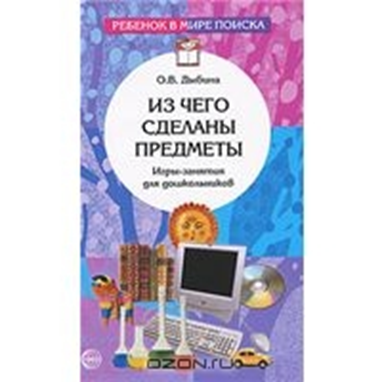 РЕБЕНОК В МИРЕ ПОИСКА
О.В. Дыбина
ИЗ ЧЕГО
СДЕЛАНЫ
ПРЕДМЕТЫ
Игры-занятия
для дошкольников
ozon.ru